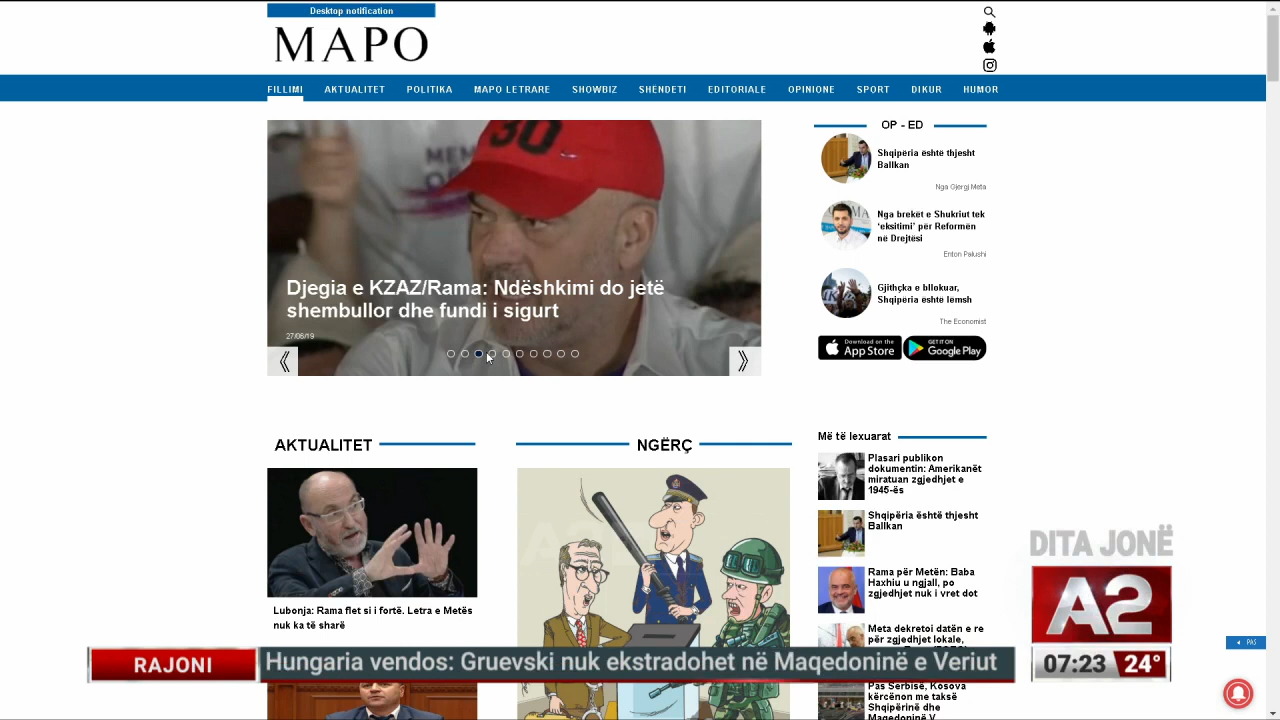 Desktop notification
MAPO
FILLIMI AKTUALITET POLITIKA MAPO LETRARE SHOWBIZ SHËNDETI EDITORIALE OPINIONE SPORT DIKUR HUMOR
30
Djegia e KZAZ/Rama: Ndëshkimi do jetë
shembullor dhe fundi i sigurt
27/06/19
OP - ED
Shqipëria është thjesht
Ballkan
Nga Gjergj Meta
Nga brekët e Shukriut tek
‘eksitimi’ për Reformën
në Drejtësi
Enton Palushi
Gjithçka e bllokuar,
Shqipëria është lëmsh
The Economist
Download on the
App Store
GET IT ON
Google Play
AKTUALITET
Lubonja: Rama flet si i fortë. Letra e Metës
nuk ka të sharë
NGËRÇ
Më të lexuarat
Plasari publikon
dokumentin: Amerikanët
miratuan zgjedhjet e
1945-ës
Shqipëria është thjesht
Ballkan
Rama për Metën: Baba
Haxhiu u ngjall, po
zgjedhjet nuk i vret dot
Meta dekretoi datën e re
për zgjedhjet lokale,
Pas Serbisë, Kosova
kërcënon me taksë
Shqipërinë dhe
Maqedoninë V.
DITA JONË
A2
07:23 24°
PAS
RAJONI
Hungaria vendos: Gruevski nuk ekstradohet në Maqedoninë e Veriut